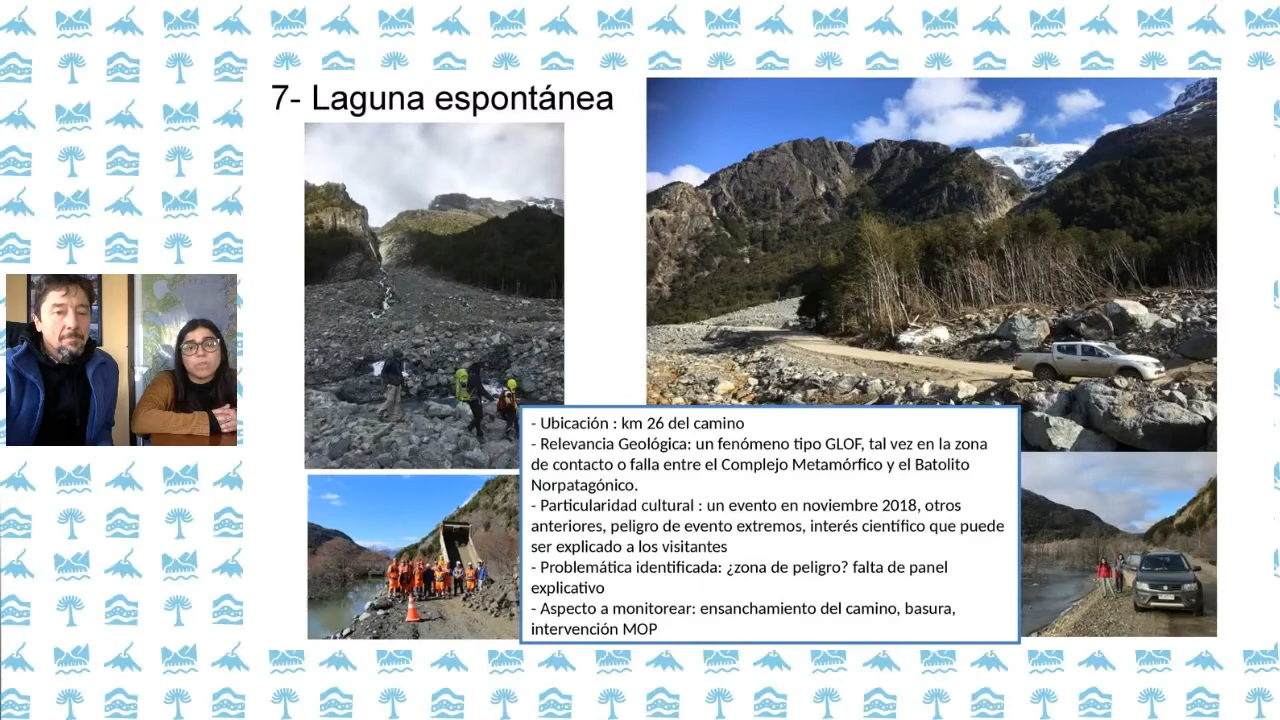 7- Laguna espontánea
- Ubicación : km 26 del camino
- Relevancia Geológica: un fenómeno tipo GLOF, tal vez en la zona
de contacto o falla entre el Complejo Metamórfico y el Batolito
Norpatagónico.
- Particularidad cultural : un evento en noviembre 2018, otros
anteriores, peligro de evento extremos, interés científico que puede
ser explicado a los visitantes
- Problemática identificada: ¿zona de peligro? falta de panel
explicativo
- Aspecto a monitorear: ensanchamiento del camino, basura,
intervención MOP